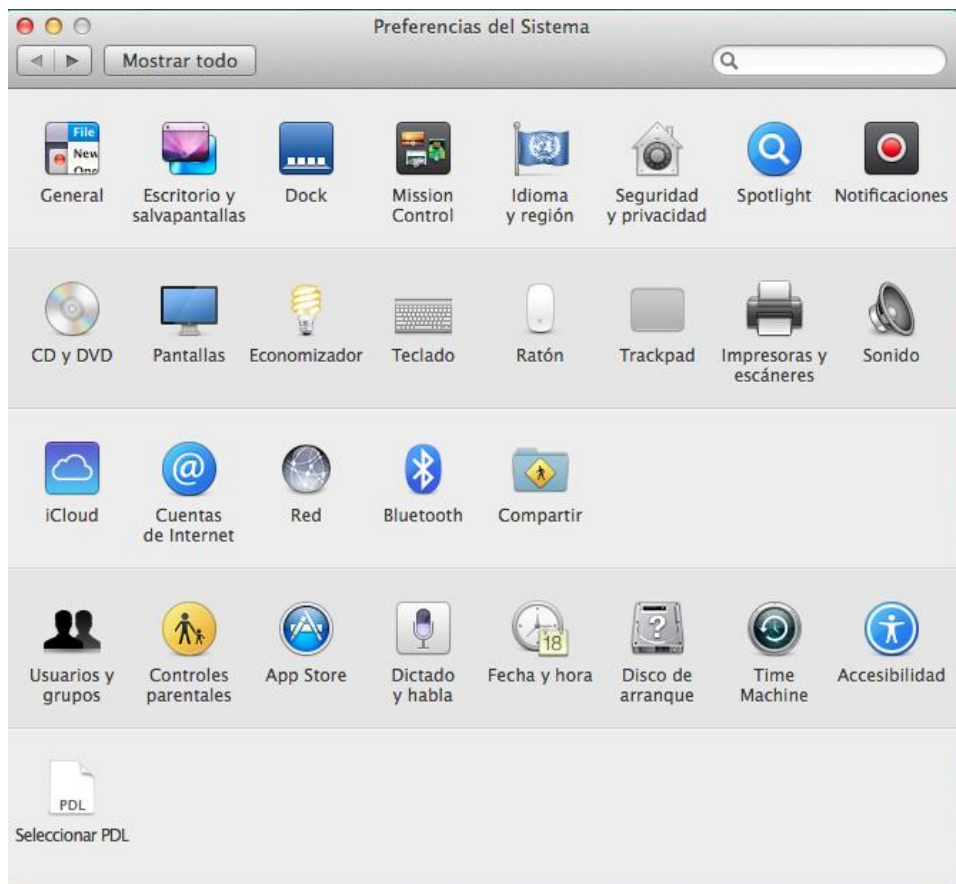 Preferencias del Sistema
Mostrar todo
File
New
Ope
General
Escritorio y
salvapantallas
Dock
Mission
Control
Idioma
y región
Seguridad
y privacidad
Spotlight
Notificaciones
CD y DVD
Pantallas
Economizador
Teclado
Ratón
Trackpad
Impresoras y
escáneres
Sonido
iCloud
@
Cuentas
de Internet
Red
Bluetooth
Compartir
Usuarios y
grupos
Controles
parentales
App Store
Dictado
y habla
18
Fecha y hora
?
Disco de
arranque
Time
Machine
Accesibilidad
PDL
Seleccionar PDL